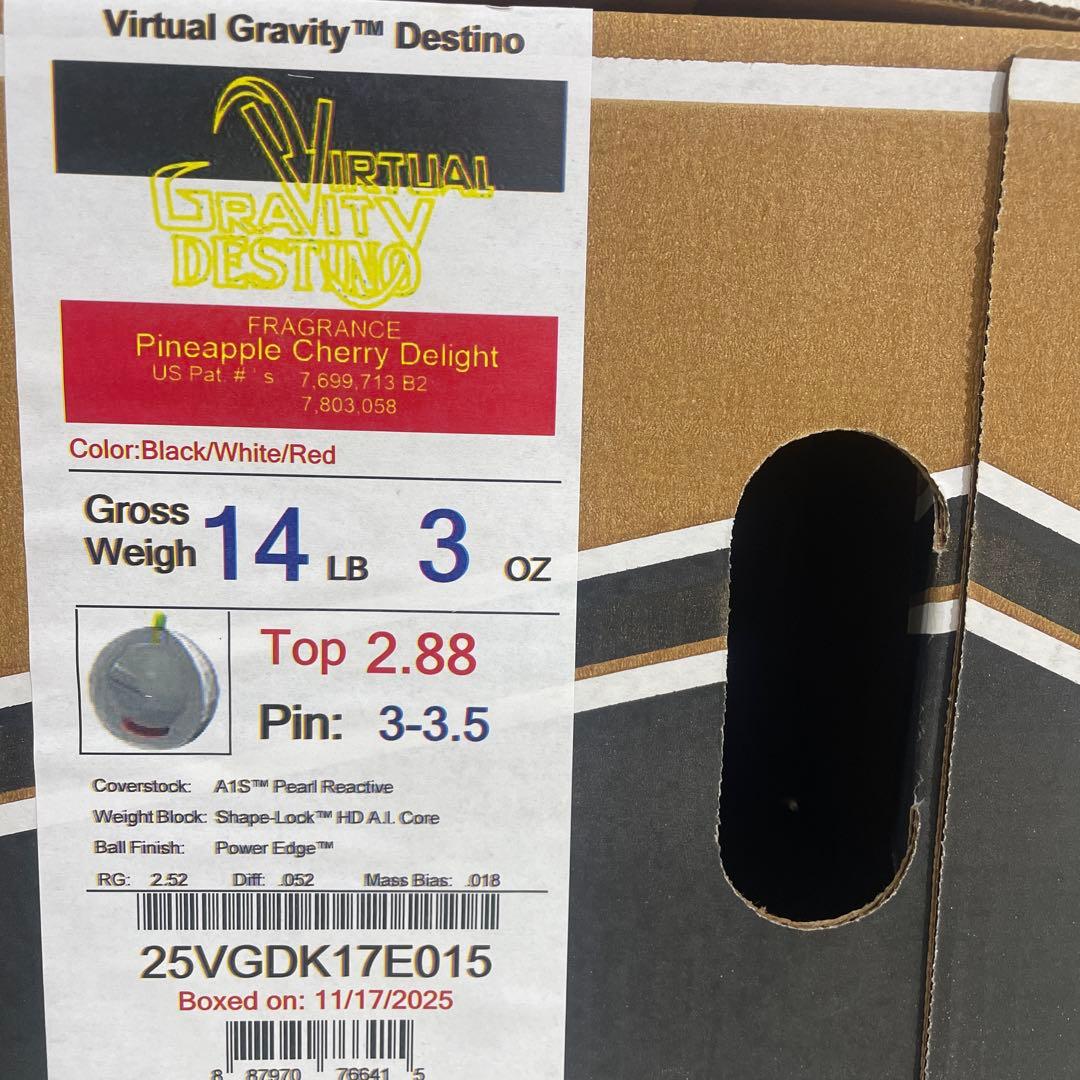 Virtual Gravity™ Destino
VIRTUAL
GRAVITY
DESTINO
FRAGRANCE
Pineapple Cherry Delight
US Pat. # ' s 7,699,713 B2
7,803,058
Color:Black/White/Red
Gross
Weigh 14 LB 3 OZ
Top 2.88
Pin: 3-3.5
Coverstock: A1S™ Pearl Reactive
Weight Block: Shape-Lock™ HD A.I. Core
Ball Finish: Power Edge™
RG: 2.52 Diff: .052 Mass Bias: .018
25VGDK17E015
Boxed on: 11/17/2025
8 87970 76641 5